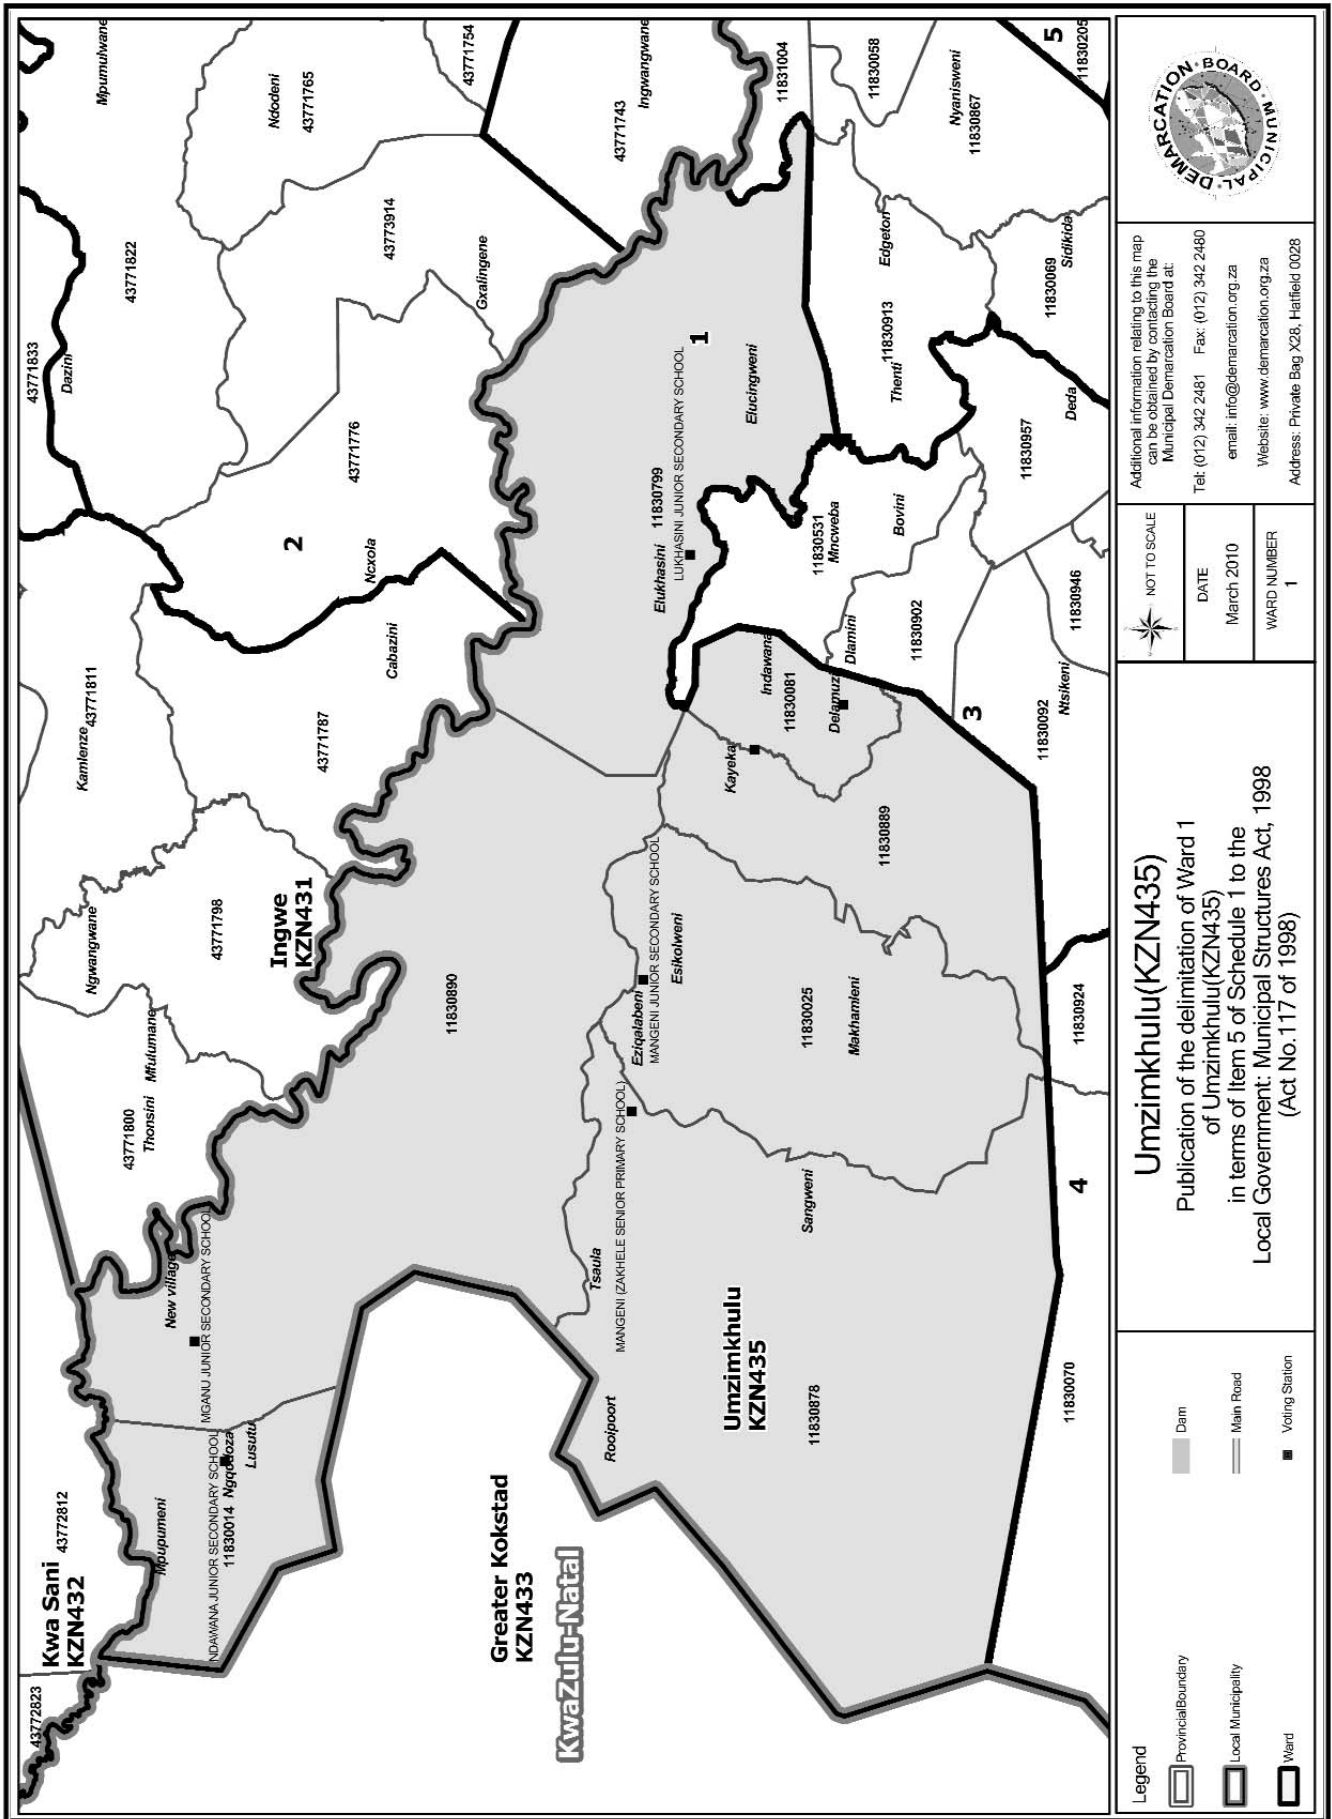 43772823
Kwa Sani
KZN432
43772812
Mpupumeni
NDAWANA JUNIOR SECONDARY SCHOOL
11830014
Ngqodoza
Lusutu
New village
MGANU JUNIOR SECONDARY SCHOOL
43771800
Thonsini
Mfulumane
Ngwangwane
43771798
Ingwe
KZN431
Kamlenze
43771811
43771787
Cabazini
43771833
Dazini
43771822
2
Ncxola
43771776
Mpumulwane
Ndodeni
43771765
43773914
Gxalingene
43771754
43771743
Ingwangwane
Greater Kokstad
KZN433
KwaZulu-Natal
11830890
Tsaula
Rooipoort
MANGENI (ZAKHELE SENIOR PRIMARY SCHOOL)
Eziqalabeni
MANGENI JUNIOR SECONDARY SCHOOL
Esikolweni
Umzimkhulu
KZN435
11830878
Sangweni
11830025
Makhamleni
Kayeka
11830889
Indawana
11830081
Delamuz
Elukhasini
11830799
LUKHASINI JUNIOR SECONDARY SCHOOL
1
Elucingweni
11830531
Mncweba
Bovini
Dlamini
11830902
3
11830092
Ntsikeni
11830946
11830957
Deda
Thenti
11830913
Edgeton
11830069
Sidikida
11831004
11830058
Nyanisweni
11830867
5
11830205
11830924
4
11830070
Legend
ProvincialBoundary
Local Municipality
Ward
Dam
Main Road
Voting Station
Umzimkhulu(KZN435)
Publication of the delimitation of Ward 1
of Umzimkhulu(KZN435)
in terms of Item 5 of Schedule 1 to the
Local Government: Municipal Structures Act, 1998
(Act No.117 of 1998)
NOT TO SCALE
DATE
March 2010
WARD NUMBER
1
Additional information relating to this map
can be obtained by contacting the
Municipal Demarcation Board at:
Tel: (012) 342 2481 Fax: (012) 342 2480
email: info@demarcation.org.za
Website: www.demarcation.org.za
Address: Private Bag X28, Hatfield 0028
MUNICIPAL DEMARCATION BOARD